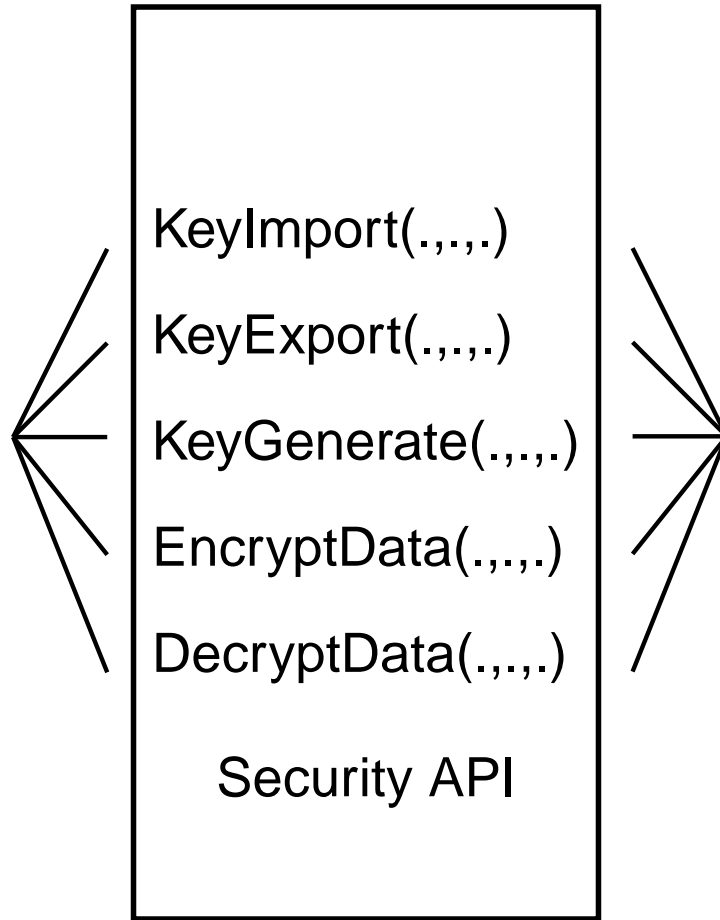 KeyImport(.,.,.)
KeyExport(.,.,.)
KeyGenerate(.,.,.)
EncryptData(.,.,.)
DecryptData(.,.,.)
Security API